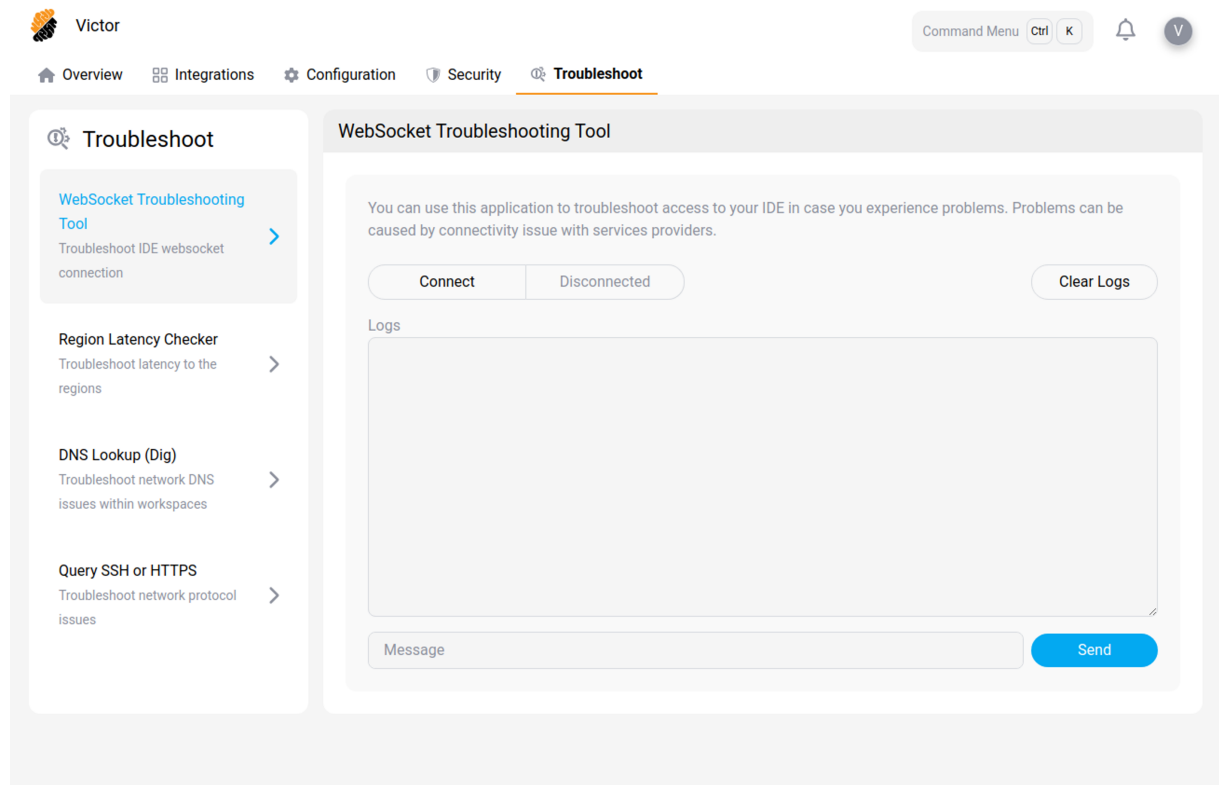 Victor
Command Menu Ctrl K
V
Overview Integrations Configuration Security Troubleshoot
Troubleshoot
WebSocket Troubleshooting
Tool
Troubleshoot IDE websocket
connection
Region Latency Checker
Troubleshoot latency to the
regions
DNS Lookup (Dig)
Troubleshoot network DNS
issues within workspaces
Query SSH or HTTPS
Troubleshoot network protocol
issues
WebSocket Troubleshooting Tool
You can use this application to troubleshoot access to your IDE in case you experience problems. Problems can be
caused by connectivity issue with services providers.
Connect Disconnected Clear Logs
Logs
Message Send